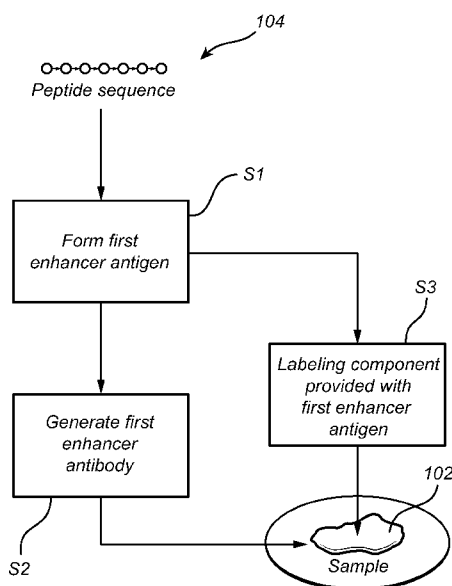 104
Peptide sequence
S1
Form first
enhancer antigen
S3
Labeling component
provided with
first enhancer
antigen
Generate first
enhancer
antibody
102
Sample
S2